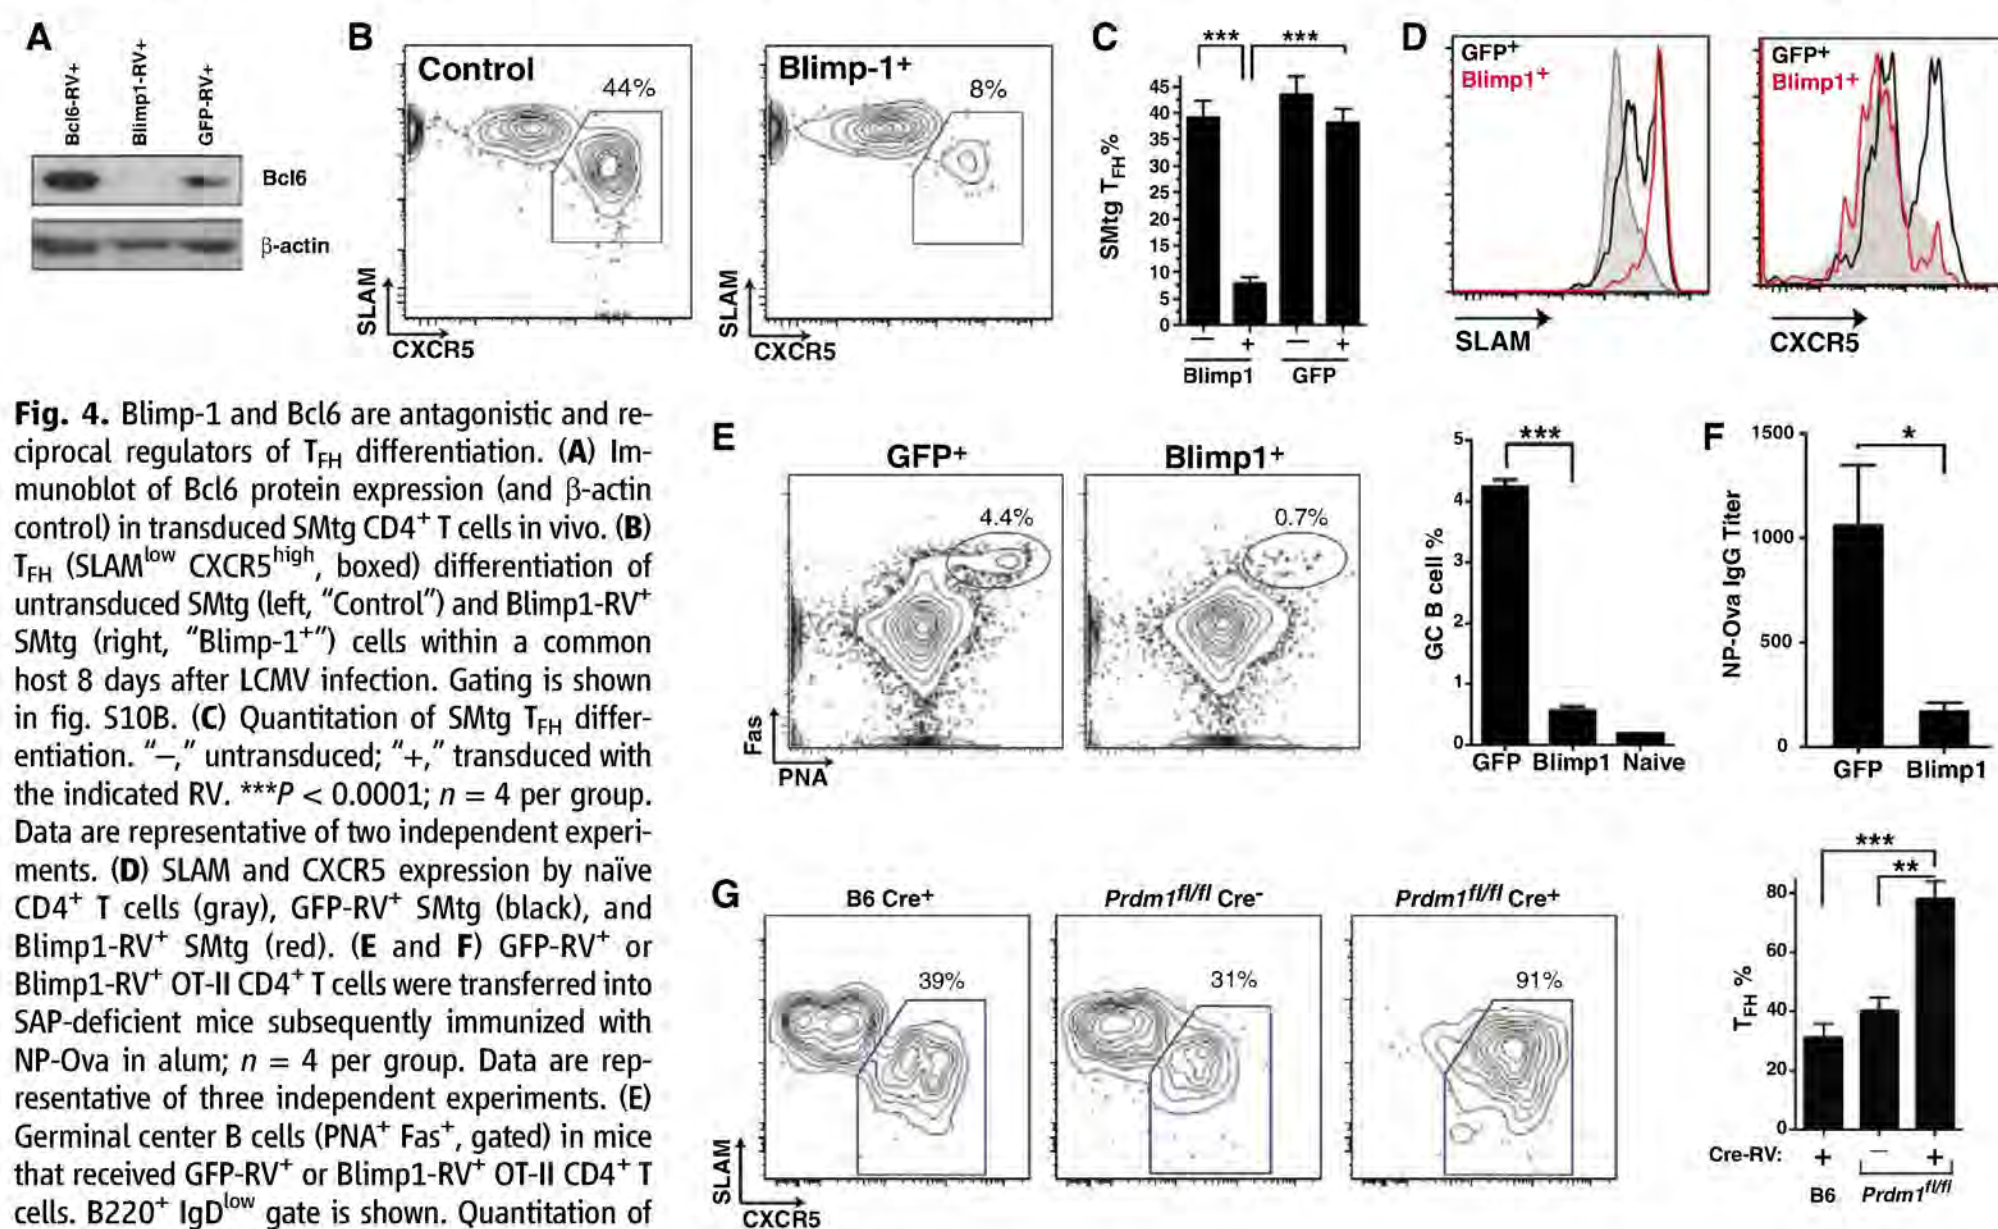 A
Bcl6-RV+
Blimp1-RV+
GFP-RV+
Bcl6
β-actin
B
Control
44%
SLAM
CXCR5
Blimp-1+
8%
SLAM
CXCR5
C
***
***
SMtg TFH%
45
40
35
30
25
20
15
10
5
0
— + — +
Blimp1 GFP
D
GFP+
Blimp1+
SLAM
GFP+
Blimp1+
CXCR5
Fig. 4. Blimp-1 and Bcl6 are antagonistic and re-
ciprocal regulators of TFH differentiation. (A) Im-
munoblot of Bcl6 protein expression (and β-actin
control) in transduced SMtg CD4+ T cells in vivo. (B)
TFH (SLAMlow CXCR5high, boxed) differentiation of
untransduced SMtg (left, “Control”) and Blimp1-RV+
SMtg (right, “Blimp-1+”) cells within a common
host 8 days after LCMV infection. Gating is shown
in fig. S10B. (C) Quantitation of SMtg TFH differ-
entiation. “–,” untransduced; “+,” transduced with
the indicated RV. ***P < 0.0001; n = 4 per group.
Data are representative of two independent experi-
ments. (D) SLAM and CXCR5 expression by naïve
CD4+ T cells (gray), GFP-RV+ SMtg (black), and
Blimp1-RV+ SMtg (red). (E and F) GFP-RV+ or
Blimp1-RV+ OT-II CD4+ T cells were transferred into
SAP-deficient mice subsequently immunized with
NP-Ova in alum; n = 4 per group. Data are rep-
resentative of three independent experiments. (E)
Germinal center B cells (PNA+ Fas+, gated) in mice
that received GFP-RV+ or Blimp1-RV+ OT-II CD4+ T
cells. B220+ IgDlow gate is shown. Quantitation of
E
GFP+
4.4%
Fas
PNA
Blimp1+
0.7%
***
GC B cell %
5
4
3
2
1
0
GFP Blimp1 Naive
F
*
NP-Ova IgG Titer
1500
1000
500
0
GFP Blimp1
G
B6 Cre+
39%
SLAM
CXCR5
Prdm1fl/fl Cre-
31%
Prdm1fl/fl Cre+
91%
***
**
TFH %
80
60
40
20
0
Cre-RV: + — +
B6 Prdm1fl/fl